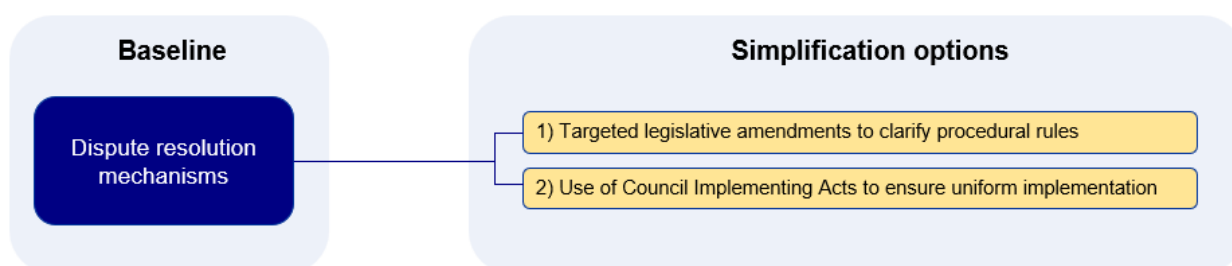 Baseline
Simplification options
Dispute resolution
mechanisms
1) Targeted legislative amendments to clarify procedural rules
2) Use of Council Implementing Acts to ensure uniform implementation